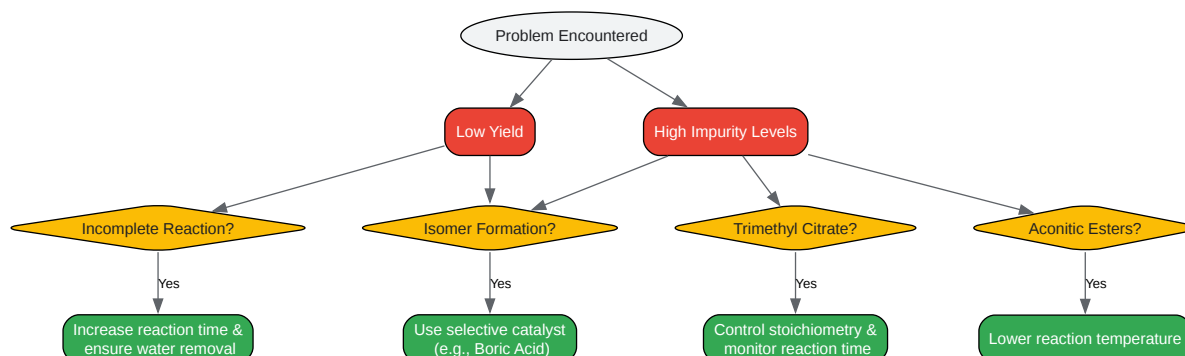 Problem Encountered
Low Yield
High Impurity Levels
Incomplete Reaction?
Isomer Formation?
Trimethyl Citrate?
Aconitic Esters?
Yes
Yes
Yes
Yes
Increase reaction time &
ensure water removal
Use selective catalyst
(e.g., Boric Acid)
Control stoichiometry &
monitor reaction time
Lower reaction temperature